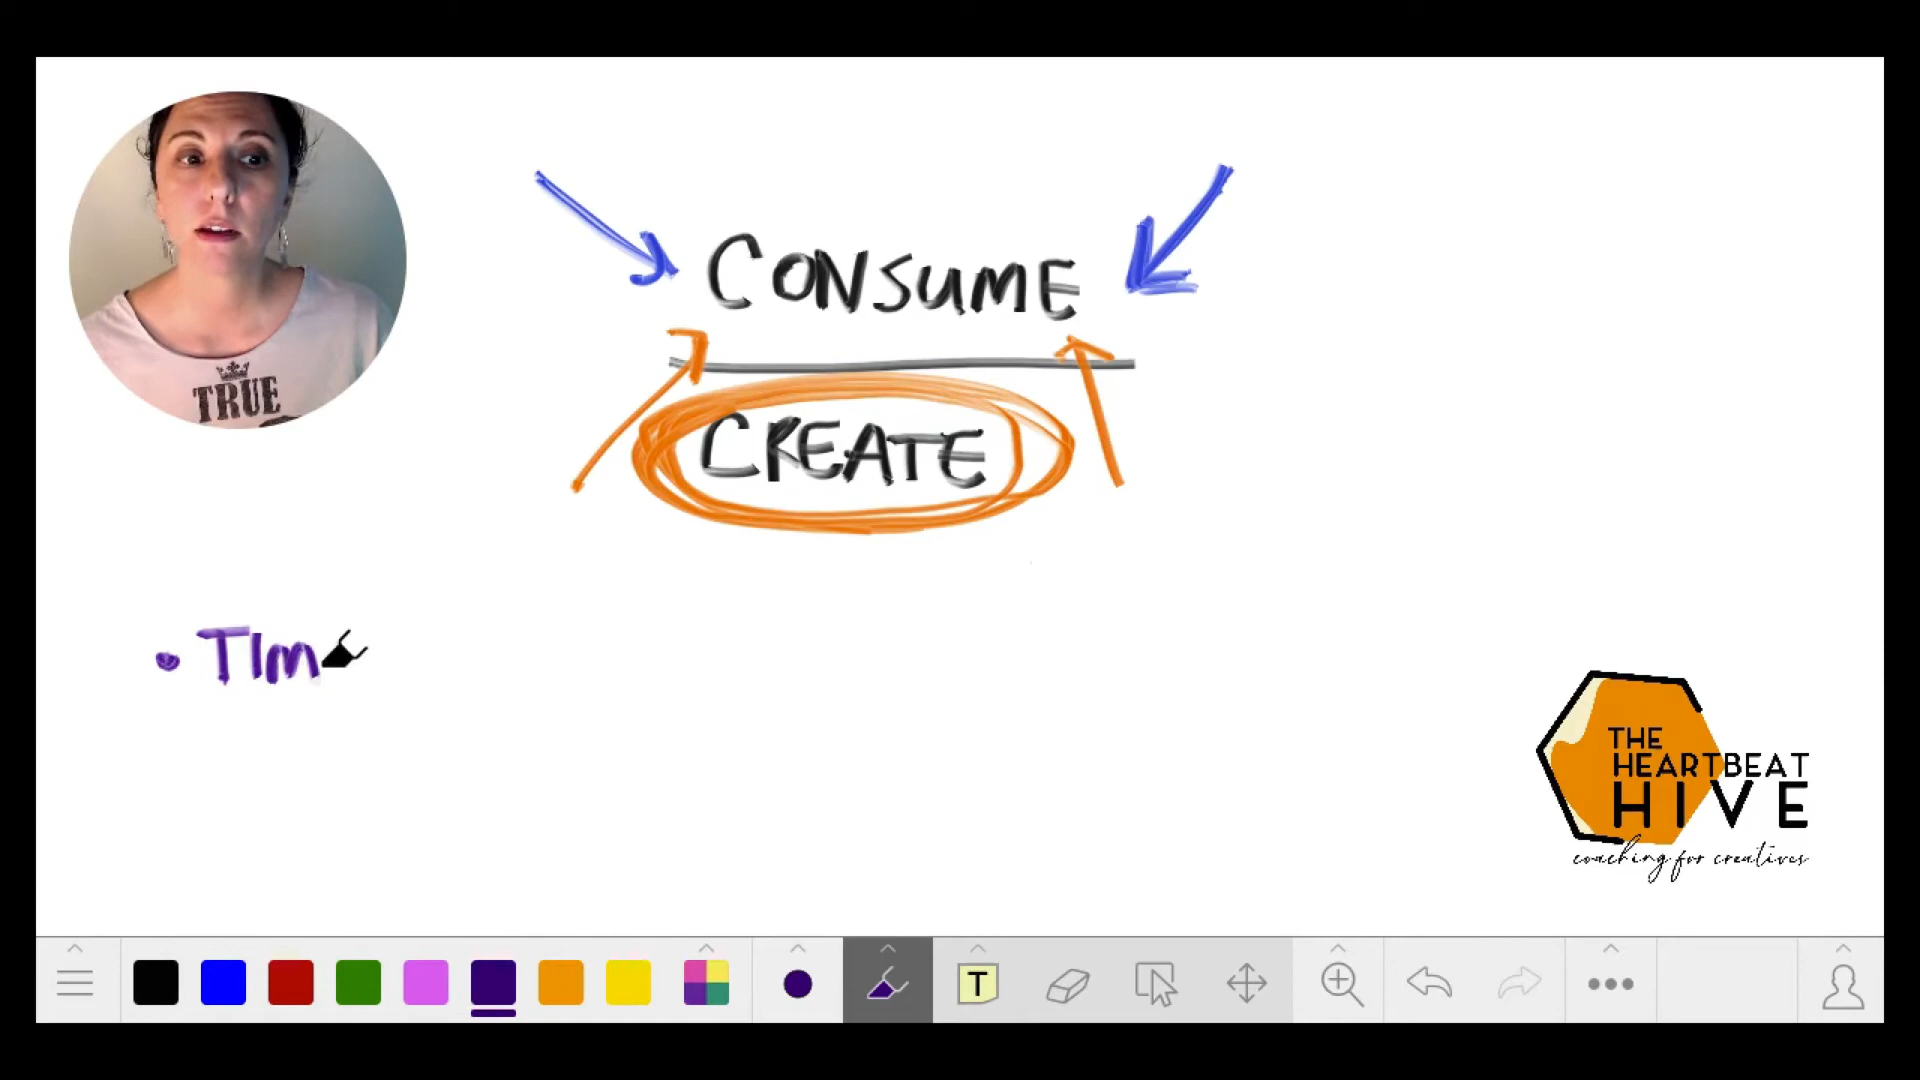 CONSUME
CREATE
TRUE
• TIM
THE
HEARTBEAT
HIVE
coaching for creatives
T